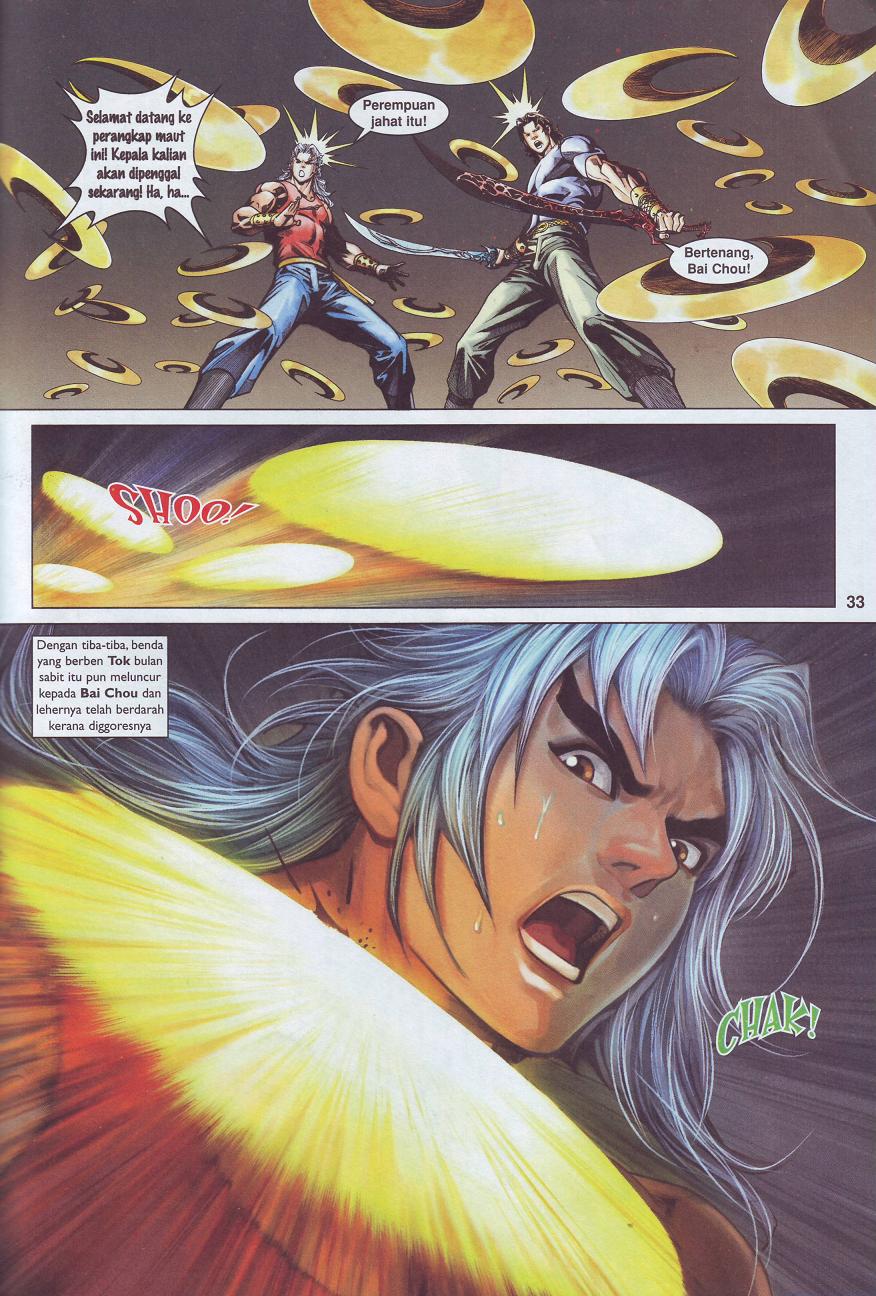 Selamat datang ke
perangkap maut
ini! Kepala kalian
akan dipenggal
sekarang! Ha, ha...
Perempuan
jahat itu!
Bertenang,
Bai Chou!
SHOO!
33
Dengan tiba-tiba, benda
yang berben Tok bulan
sabit itu pun meluncur
kepada Bai Chou dan
lehernya telah berdarah
kerana diggoresnya
CHAK!